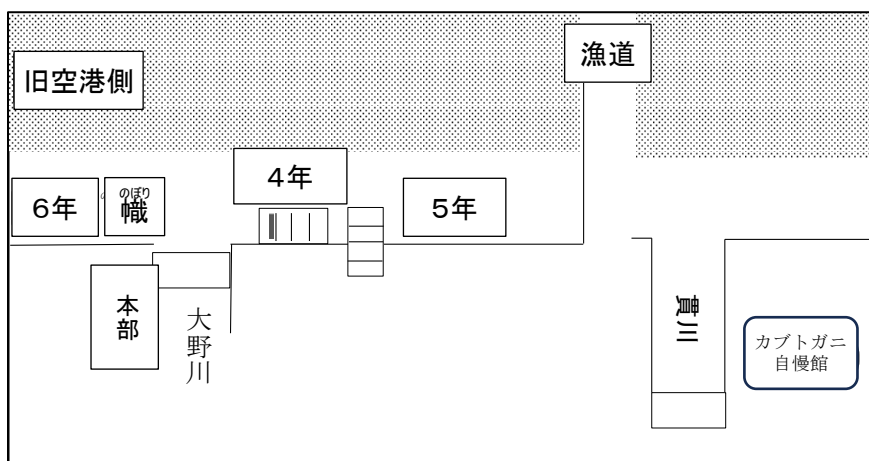 漁道
旧空港側
4年
6年
のぼり
幟
5年
本部
大野川
貫川
カブトガニ
自慢館